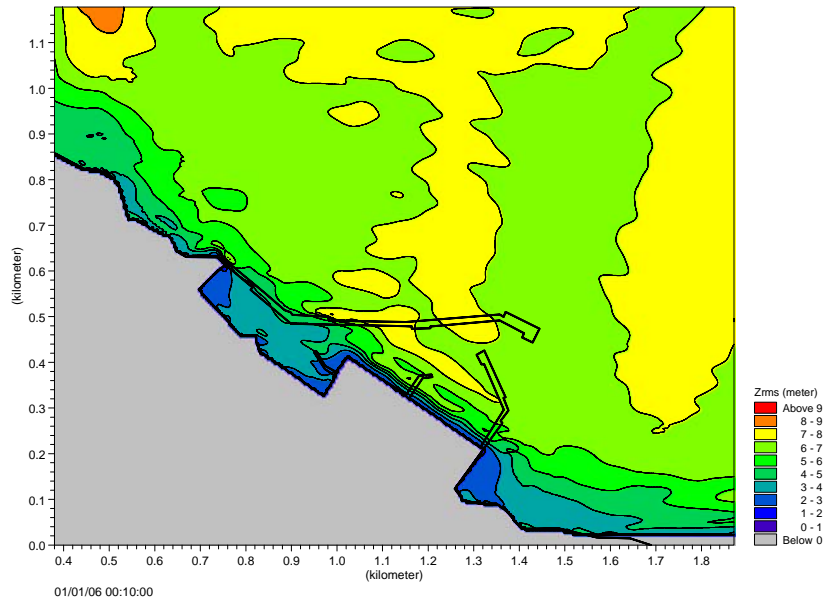 1.1
1.0
0.9
0.8
0.7
0.6
0.5
0.4
0.3
0.2
0.1
0.0
(kilometer)
0.4 0.5 0.6 0.7 0.8 0.9 1.0 1.1 1.2 1.3 1.4 1.5 1.6 1.7 1.8
(kilometer)
01/01/06 00:10:00
Zrms (meter)
Above 9
8 - 9
7 - 8
6 - 7
5 - 6
4 - 5
3 - 4
2 - 3
1 - 2
0 - 1
Below 0